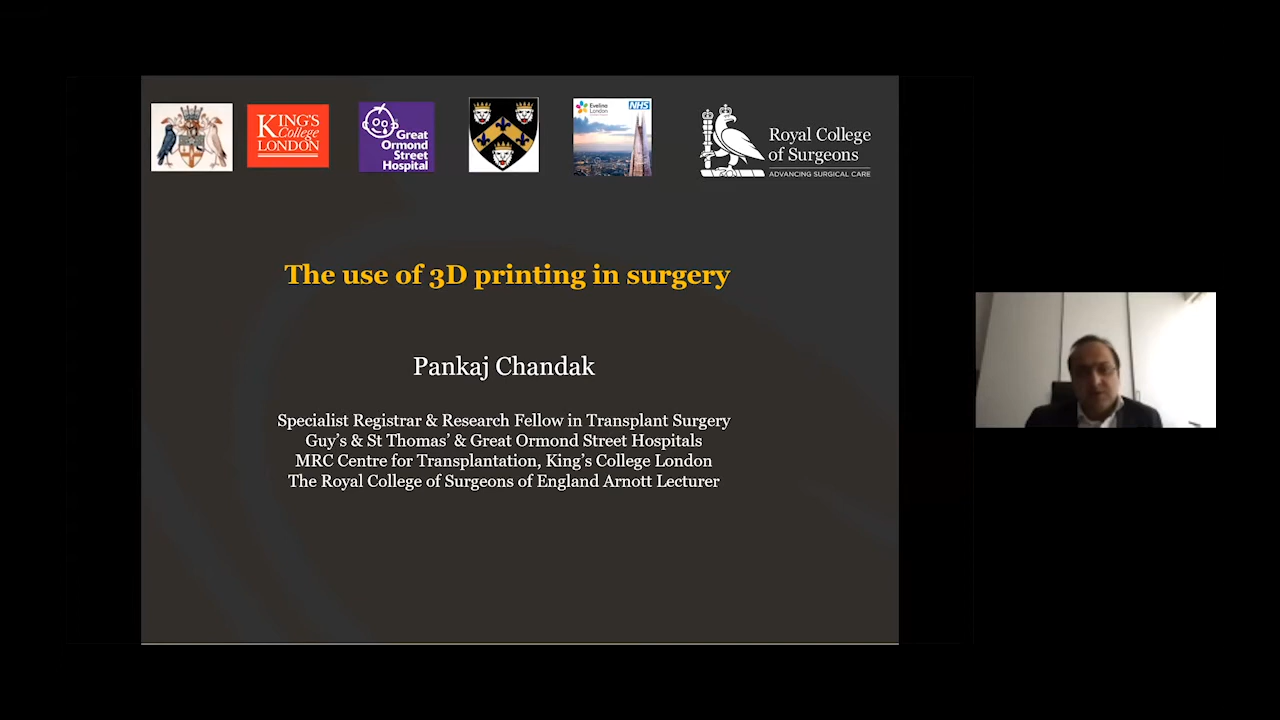 KING'S
College
LONDON
Great
Ormond
Street
Hospital
Evelina
London
NHS
Royal College
of Surgeons
ADVANCING SURGICAL CARE
The use of 3D printing in surgery
Pankaj Chandak
Specialist Registrar & Research Fellow in Transplant Surgery
Guy's & St Thomas' & Great Ormond Street Hospitals
MRC Centre for Transplantation, King's College London
The Royal College of Surgeons of England Arnott Lecturer